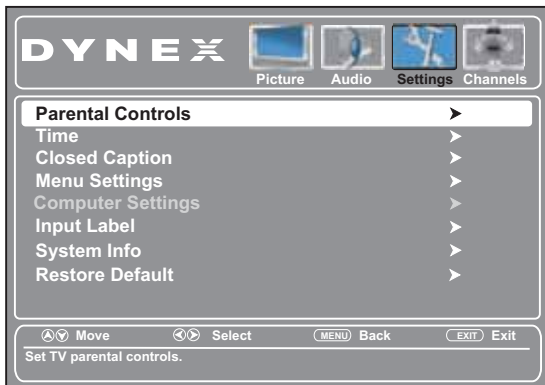 DYNEX
Picture Audio Settings Channels
Parental Controls
Time
Closed Caption
Menu Settings
Computer Settings
Input Label
System Info
Restore Default
Move Select MENU Back EXIT Exit
Set TV parental controls.